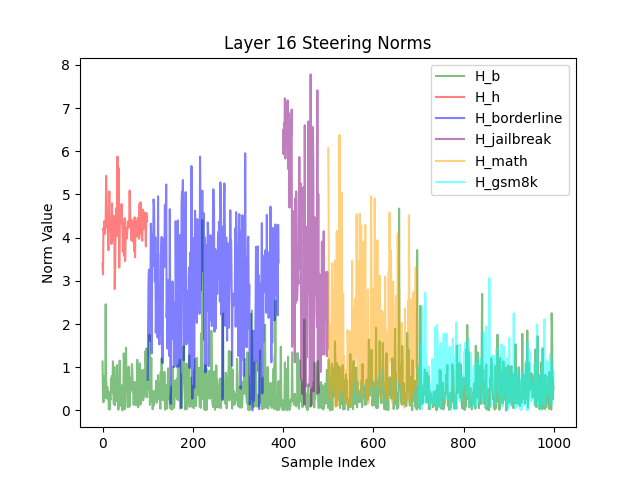 Layer 16 Steering Norms
H_b
H_h
H_borderline
H_jailbreak
H_math
H_gsm8k
Norm Value
8
7
6
5
4
3
2
1
0
0 200 400 600 800 1000
Sample Index